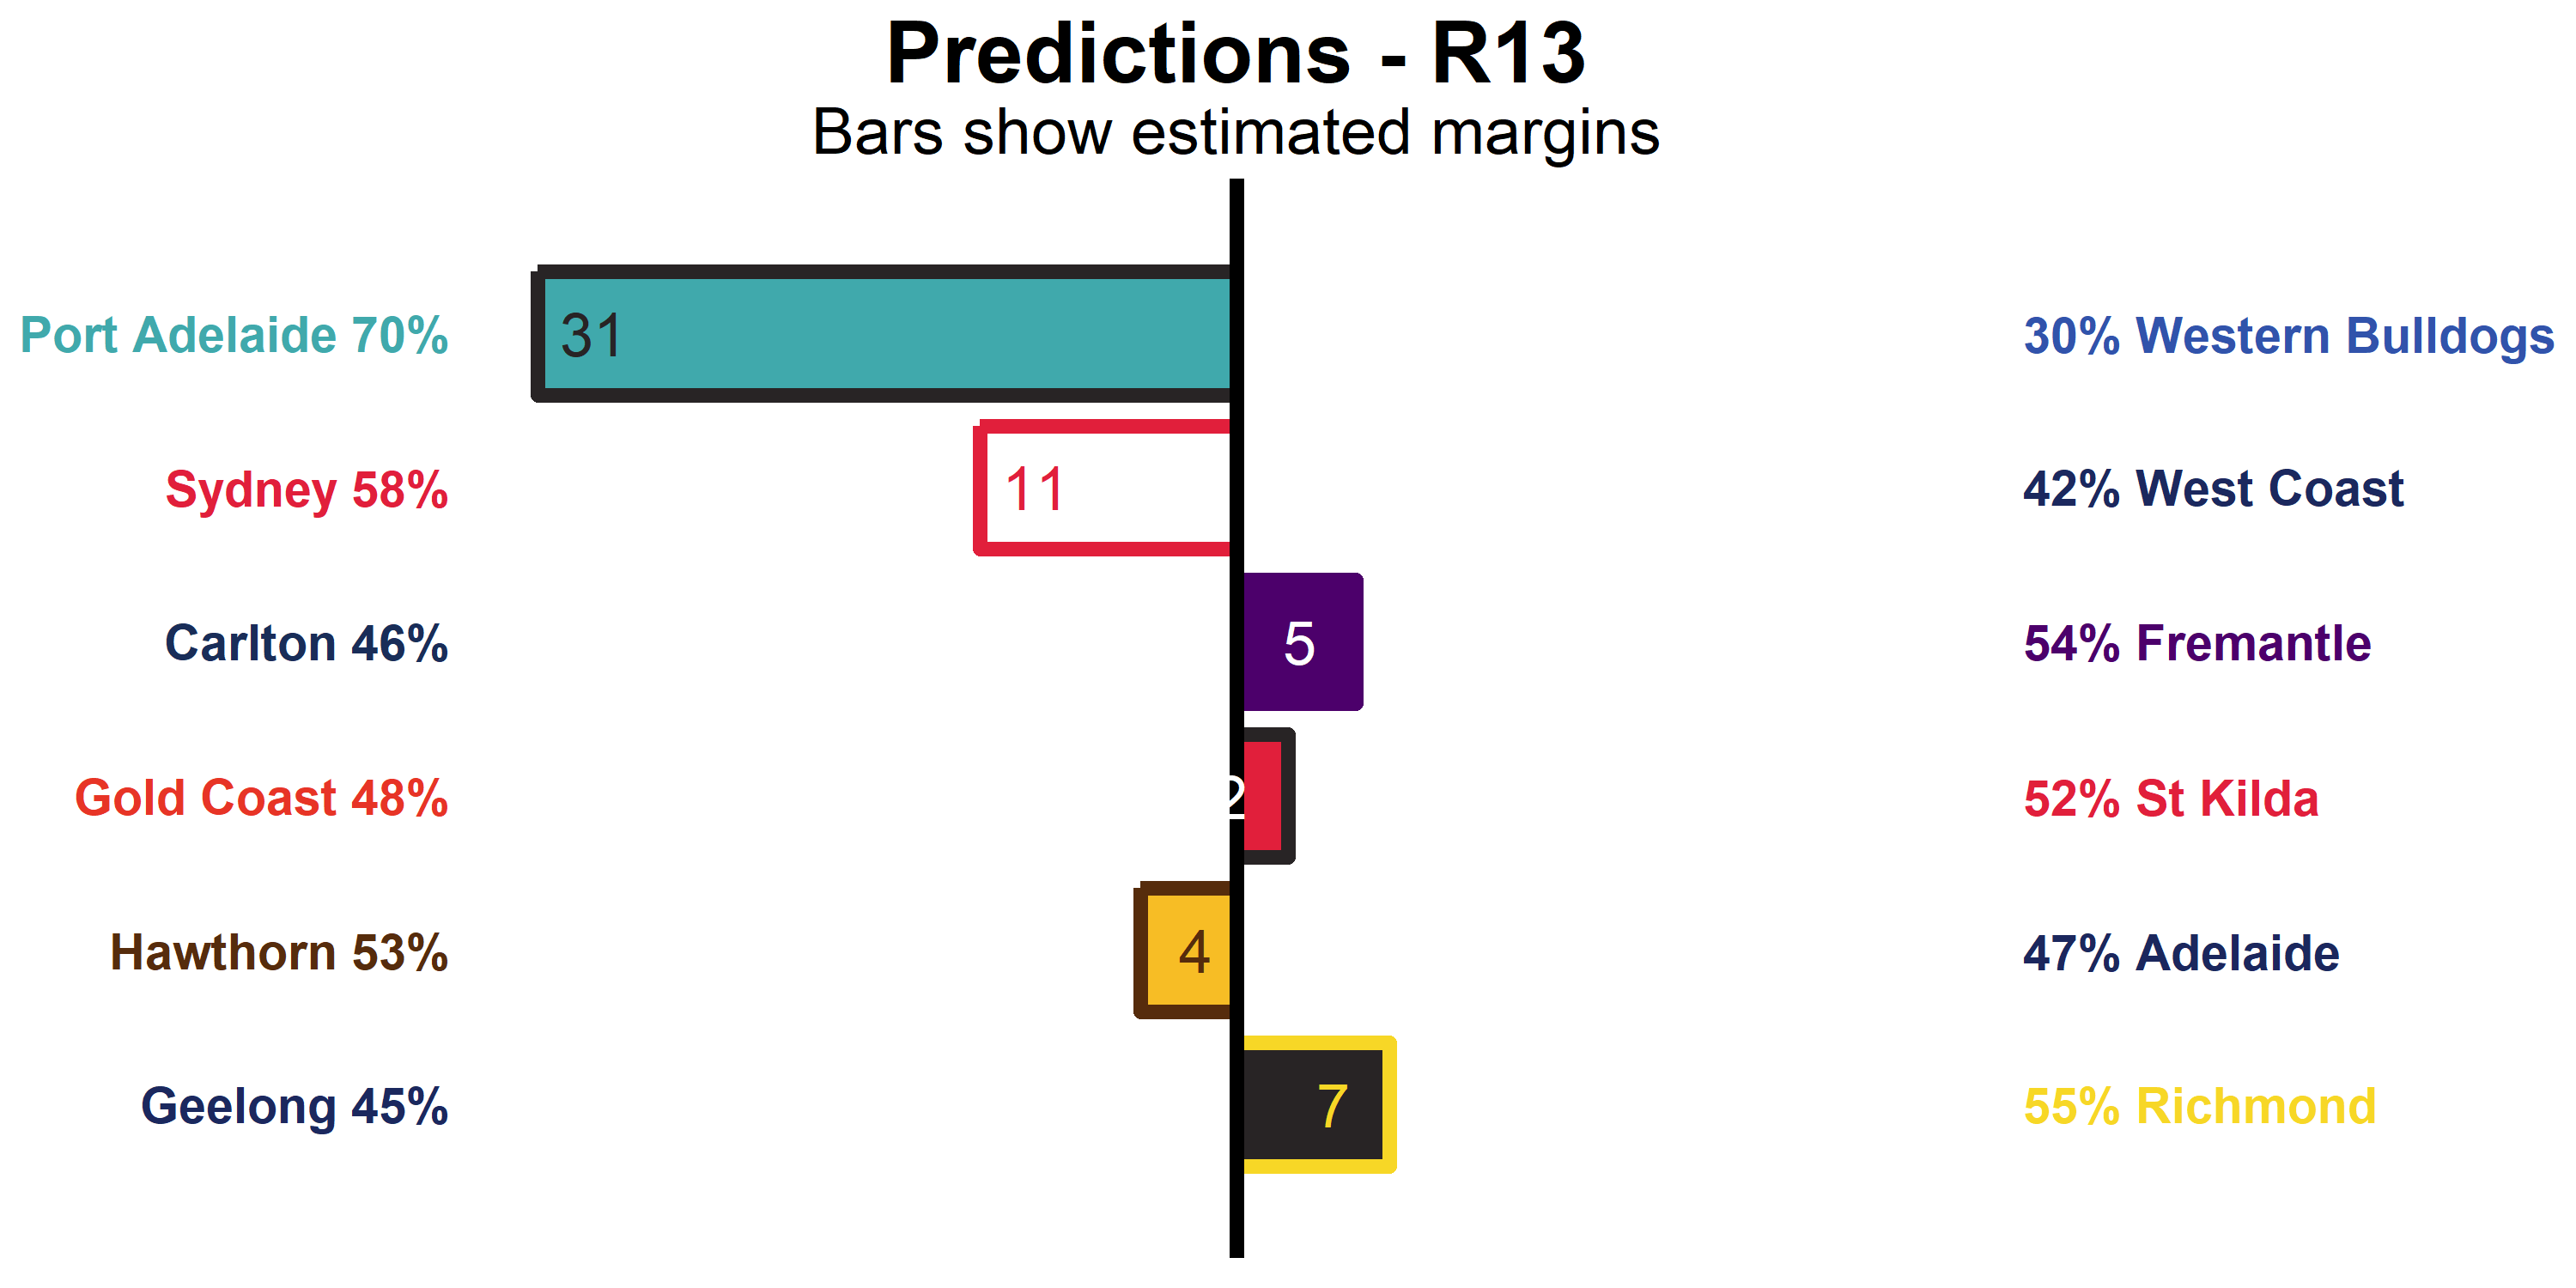 Predictions - R13
Bars show estimated margins
Port Adelaide 70% 31 30% Western Bulldogs
Sydney 58% 11 42% West Coast
Carlton 46% 5 54% Fremantle
Gold Coast 48% 2 52% St Kilda
Hawthorn 53% 4 47% Adelaide
Geelong 45% 7 55% Richmond